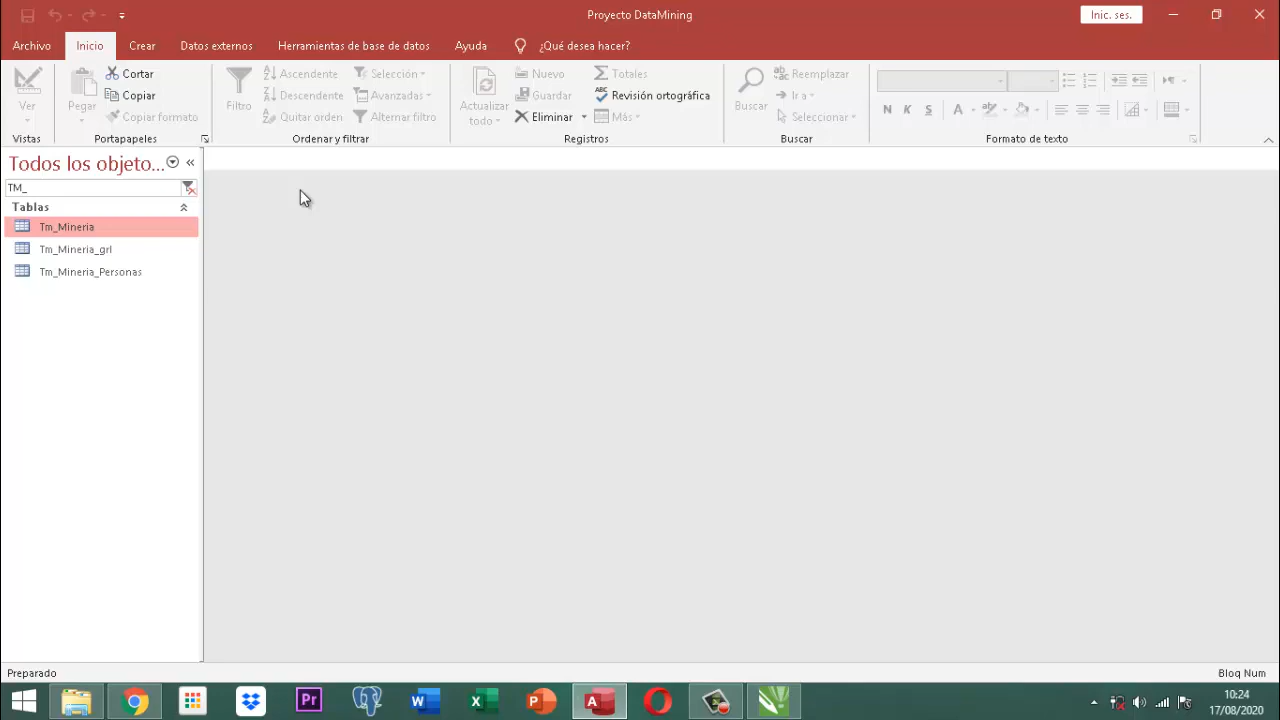 Proyecto DataMining
Inic. ses.
Archivo Inicio Crear Datos externos Herramientas de base de datos Ayuda ¿Qué desea hacer?
Ver
Pegar
Cortar
Copiar
Copiar formato
Filtro
Ascendente
Descendente
Quitar orden
Selección
Avanzadas
Alternar filtro
Actualizar
todo
Nuevo
Guardar
Eliminar
Totales
Revisión ortográfica
Más
Buscar
Reemplazar
Ir a
Seleccionar
N K S A
Vistas Portapapeles Ordenar y filtrar Registros Buscar Formato de texto
Todos los objeto...
TM_
Tablas
Tm_Mineria
Tm_Mineria_grl
Tm_Mineria_Personas
Preparado
Bloq Num
10:24
17/08/2020